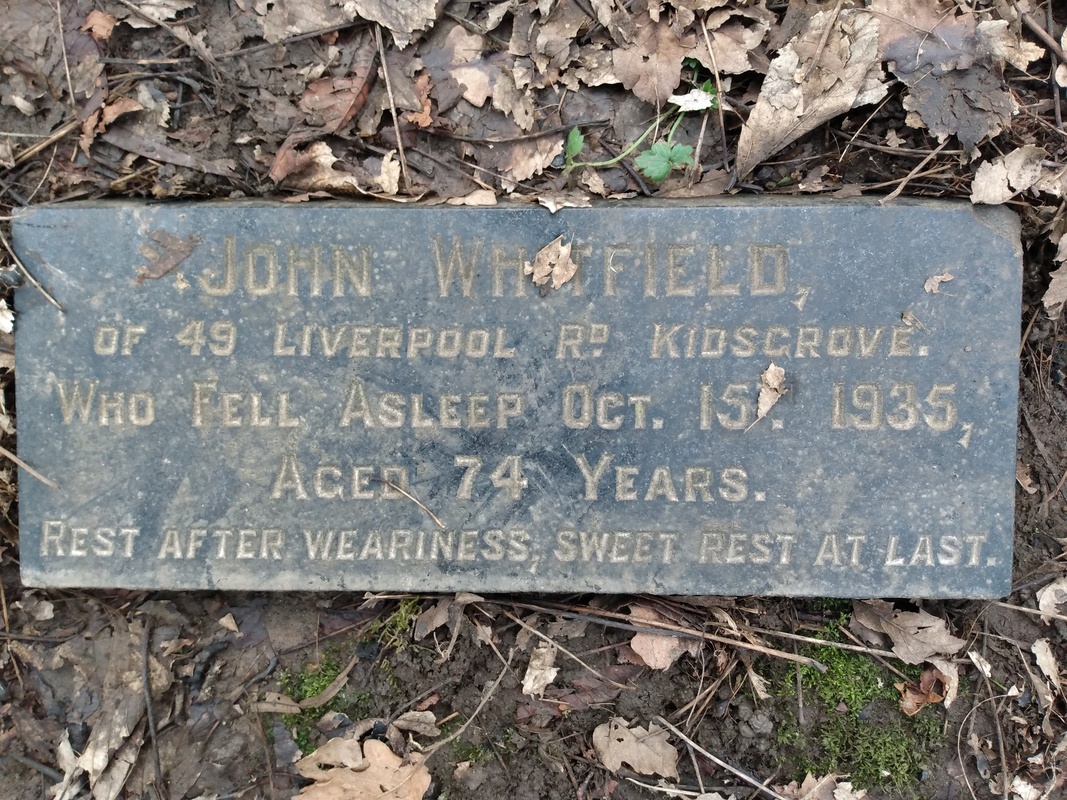 JOHN WHITFIELD,
OF 49 LIVERPOOL RD KIDSGROVE.
WHO FELL ASLEEP OCT. 15TH. 1935,
AGED 74 YEARS.
REST AFTER WEARINESS, SWEET REST AT LAST.